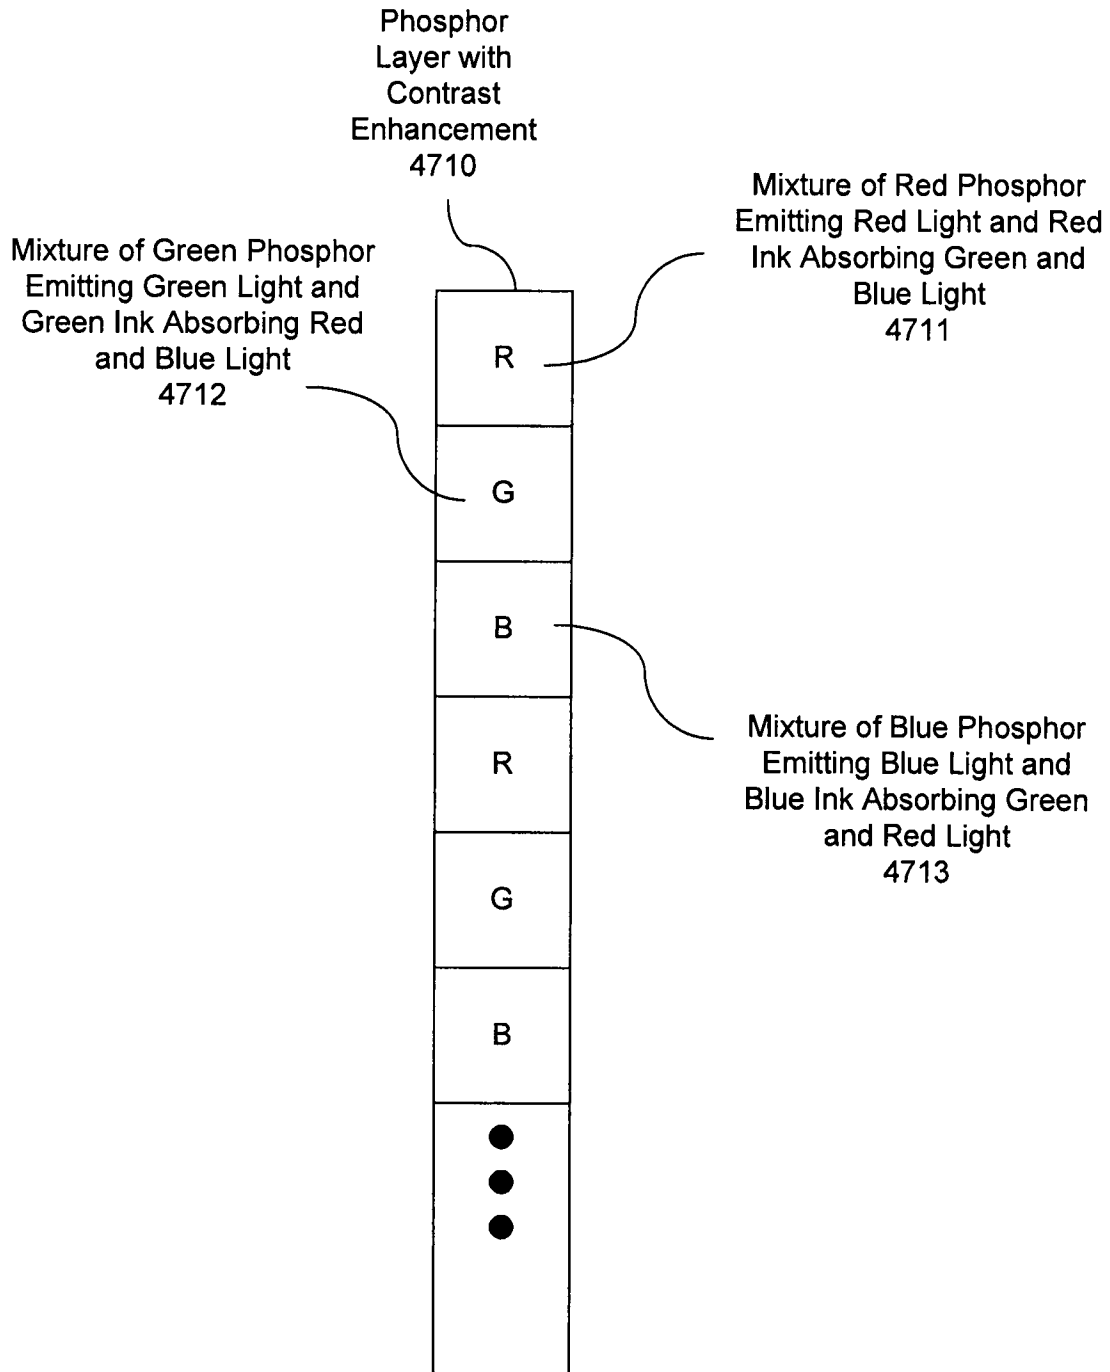 Phosphor
Layer with
Contrast
Enhancement
4710
Mixture of Red Phosphor
Emitting Red Light and Red
Ink Absorbing Green and
Blue Light
4711
Mixture of Green Phosphor
Emitting Green Light and
Green Ink Absorbing Red
and Blue Light
4712
R
G
B
R
G
B
Mixture of Blue Phosphor
Emitting Blue Light and
Blue Ink Absorbing Green
and Red Light
4713